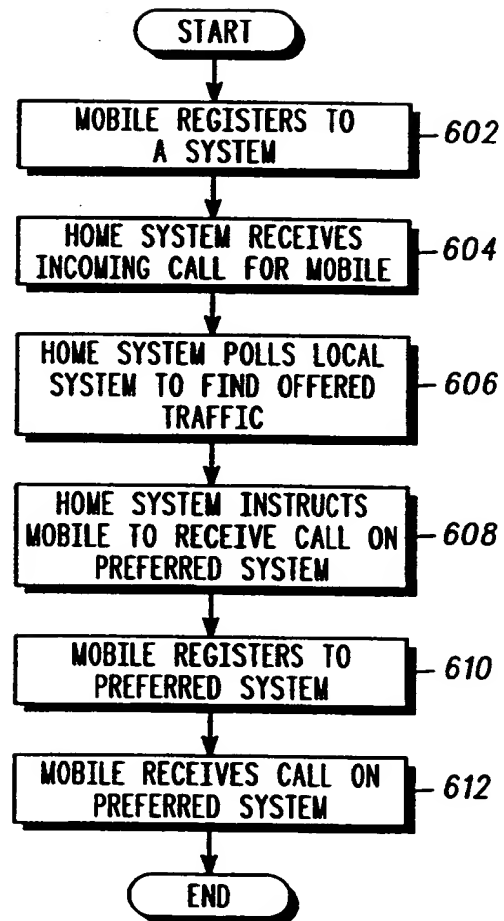 START
MOBILE REGISTERS TO
A SYSTEM
602
HOME SYSTEM RECEIVES
INCOMING CALL FOR MOBILE
604
HOME SYSTEM POLLS LOCAL
SYSTEM TO FIND OFFERED
TRAFFIC
606
HOME SYSTEM INSTRUCTS
MOBILE TO RECEIVE CALL ON
PREFERRED SYSTEM
608
MOBILE REGISTERS TO
PREFERRED SYSTEM
610
MOBILE RECEIVES CALL ON
PREFERRED SYSTEM
612
END